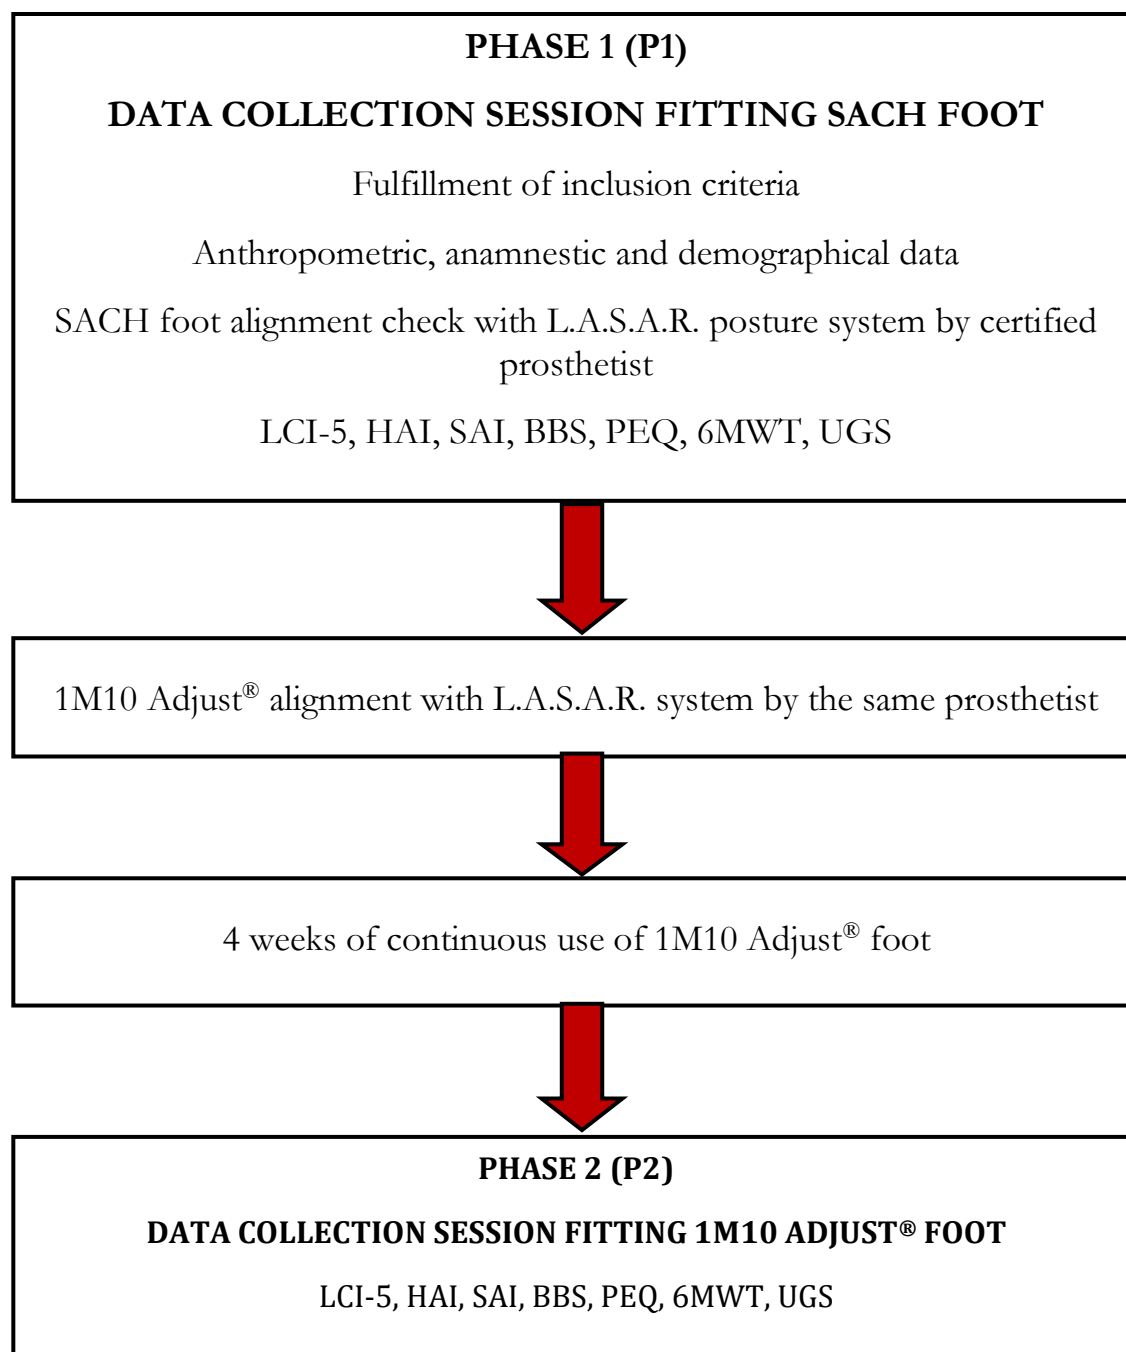 PHASE 1 (P1)
DATA COLLECTION SESSION FITTING SACH FOOT
Fulfillment of inclusion criteria
Anthropometric, anamnestic and demographical data
SACH foot alignment check with L.A.S.A.R. posture system by certified
prosthetist
LCI-5, HAI, SAI, BBS, PEQ, 6MWT, UGS
1M10 Adjust® alignment with L.A.S.A.R. system by the same prosthetist
4 weeks of continuous use of 1M10 Adjust® foot
PHASE 2 (P2)
DATA COLLECTION SESSION FITTING 1M10 ADJUST® FOOT
LCI-5, HAI, SAI, BBS, PEQ, 6MWT, UGS